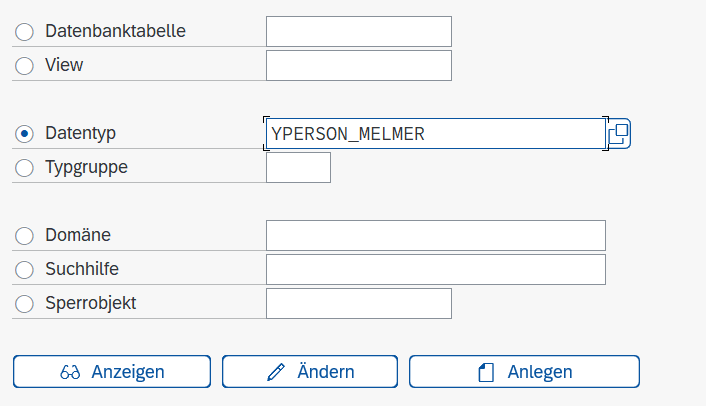 Datenbanktabelle
View
Datentyp YPERSON_MELMER
Typgruppe
Domäne
Suchhilfe
Sperrobjekt
Anzeigen Ändern Anlegen